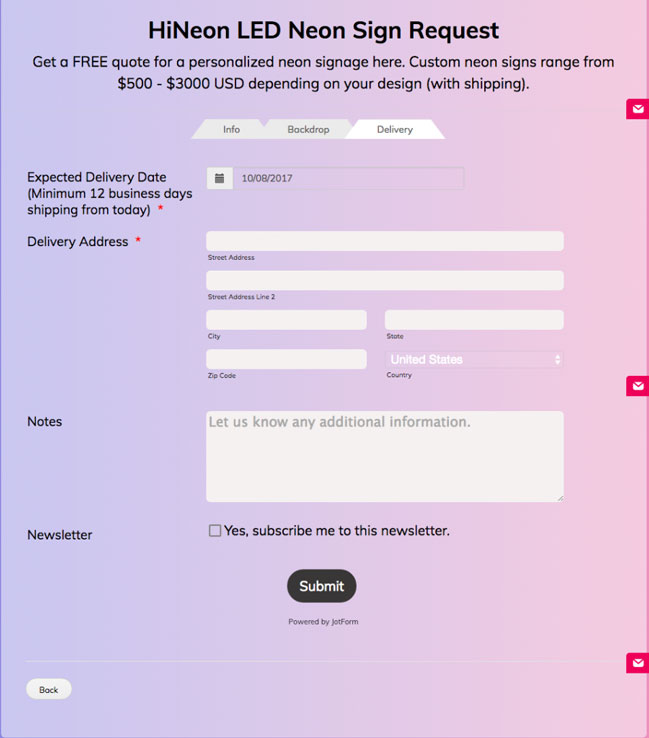 HiNeon LED Neon Sign Request
Get a FREE quote for a personalized neon signage here. Custom neon signs range from
$500 - $3000 USD depending on your design (with shipping).
Info Backdrop Delivery
Expected Delivery Date
(Minimum 12 business days
shipping from today) *
10/08/2017
Delivery Address *
Street Address
Street Address Line 2
City State
United States
Zip Code Country
Notes
Let us know any additional information.
Newsletter
Yes, subscribe me to this newsletter.
Submit
Powered by JotForm
Back